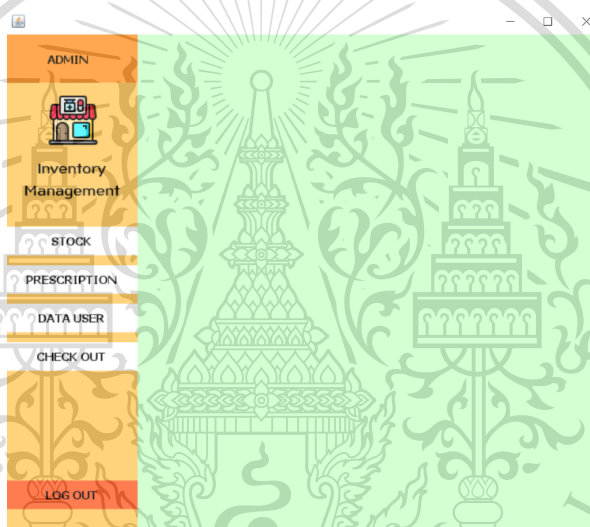 ADMIN
Inventory
Management
STOCK
PRESCRIPTION
DATA USER
CHECK OUT
LOG OUT